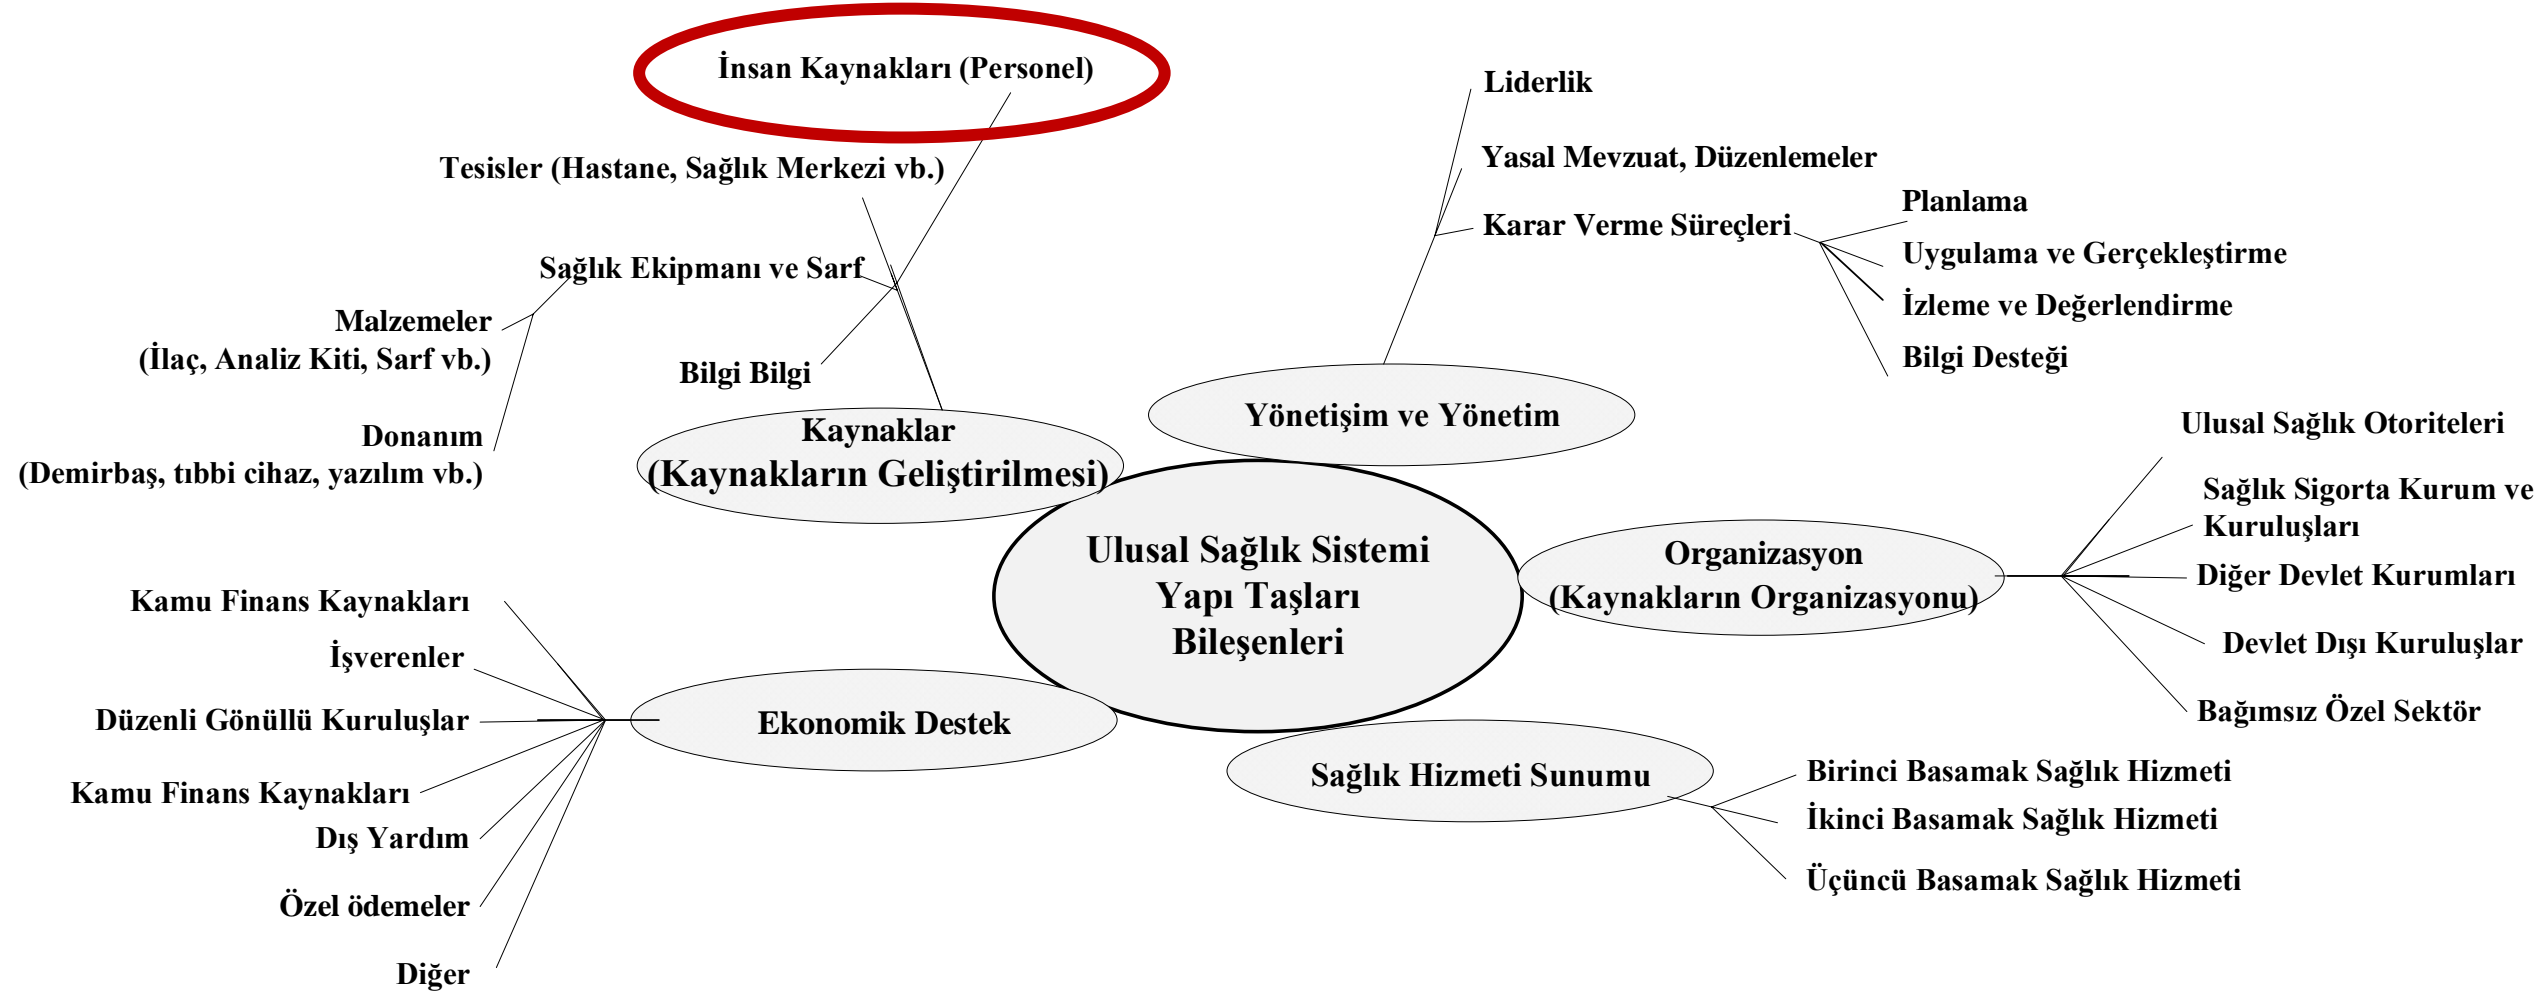 İnsan Kaynakları (Personel)
Tesisler (Hastane, Sağlık Merkezi vb.)
Sağlık Ekipmanı ve Sarf
Malzemeler
(İlaç, Analiz Kiti, Sarf vb.)
Donanım
(Demirbaş, tıbbi cihaz, yazılım vb.)
Bilgi Bilgi
Kaynaklar
(Kaynakların Geliştirilmesi)
Liderlik
Yasal Mevzuat, Düzenlemeler
Karar Verme Süreçleri
Planlama
Uygulama ve Gerçekleştirme
İzleme ve Değerlendirme
Bilgi Desteği
Yönetişim ve Yönetim
Ulusal Sağlık Sistemi
Yapı Taşları
Bileşenleri
Organizasyon
(Kaynakların Organizasyonu)
Ulusal Sağlık Otoriteleri
Sağlık Sigorta Kurum ve
Kuruluşları
Diğer Devlet Kurumları
Devlet Dışı Kuruluşlar
Bağımsız Özel Sektör
Ekonomik Destek
Kamu Finans Kaynakları
İşverenler
Düzenli Gönüllü Kuruluşlar
Kamu Finans Kaynakları
Dış Yardım
Özel ödemeler
Diğer
Sağlık Hizmeti Sunumu
Birinci Basamak Sağlık Hizmeti
İkinci Basamak Sağlık Hizmeti
Üçüncü Basamak Sağlık Hizmeti